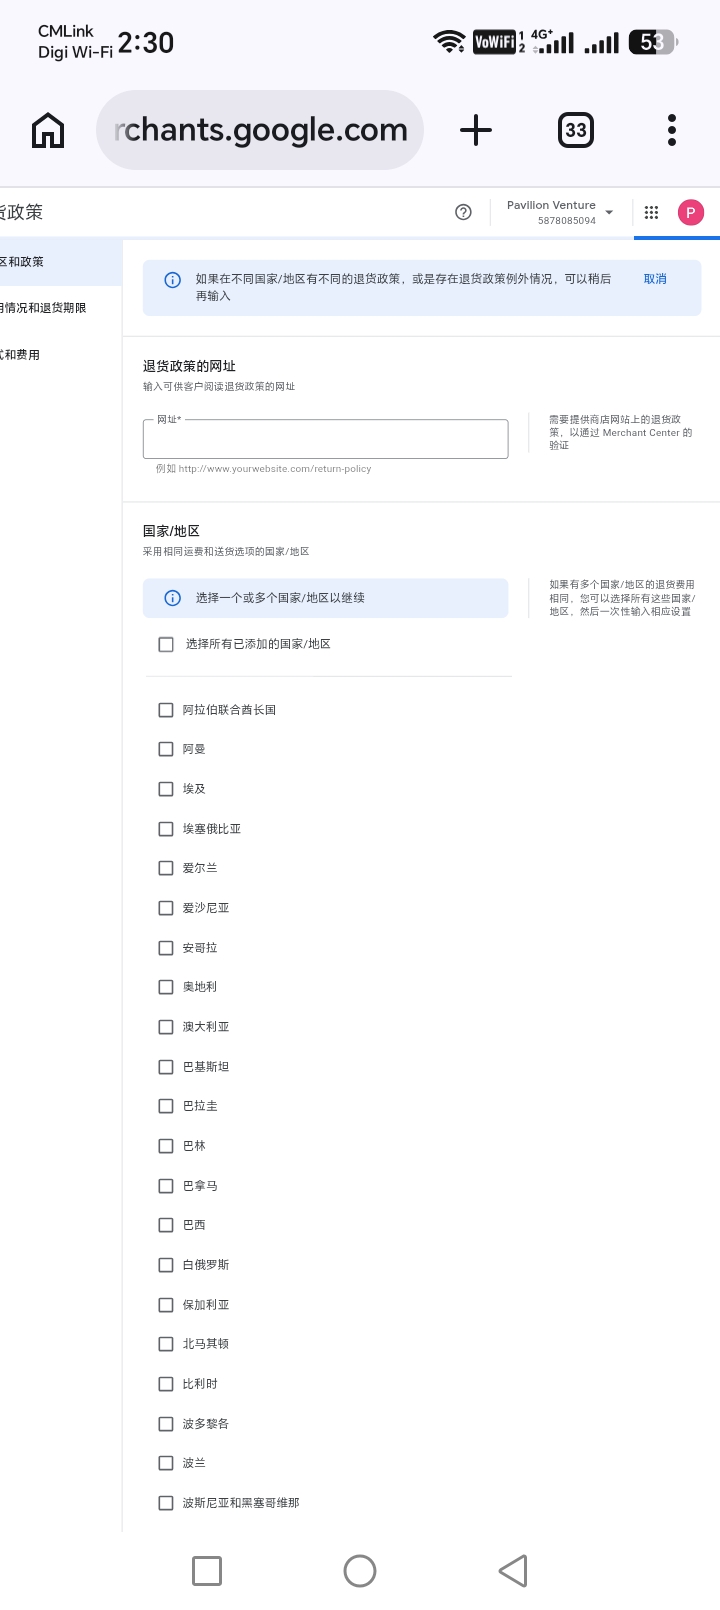 CMLink
Digi Wi-Fi
2:30
VoWiFi 1 2
4G+
53
rchants.google.com
33
货政策
Pavilion Venture
5878085094
P
区和政策
如果在不同国家/地区有不同的退货政策，或是存在退货政策例外情况，可以稍后
再输入
取消
用情况和退货期限
式和费用
退货政策的网址
输入可供客户阅读退货政策的网址
网址*
例如 http://www.yourwebsite.com/return-policy
需要提供商店网站上的退货政
策，以通过 Merchant Center 的
验证
国家/地区
采用相同运费和送货选项的国家/地区
选择一个或多个国家/地区以继续
如果有多个国家/地区的退货费用
相同，您可以选择所有这些国家/
地区，然后一次性输入相应设置
选择所有已添加的国家/地区
阿拉伯联合酋长国
阿曼
埃及
埃塞俄比亚
爱尔兰
爱沙尼亚
安哥拉
奥地利
澳大利亚
巴基斯坦
巴拉圭
巴林
巴拿马
巴西
白俄罗斯
保加利亚
北马其顿
比利时
波多黎各
波兰
波斯尼亚和黑塞哥维那